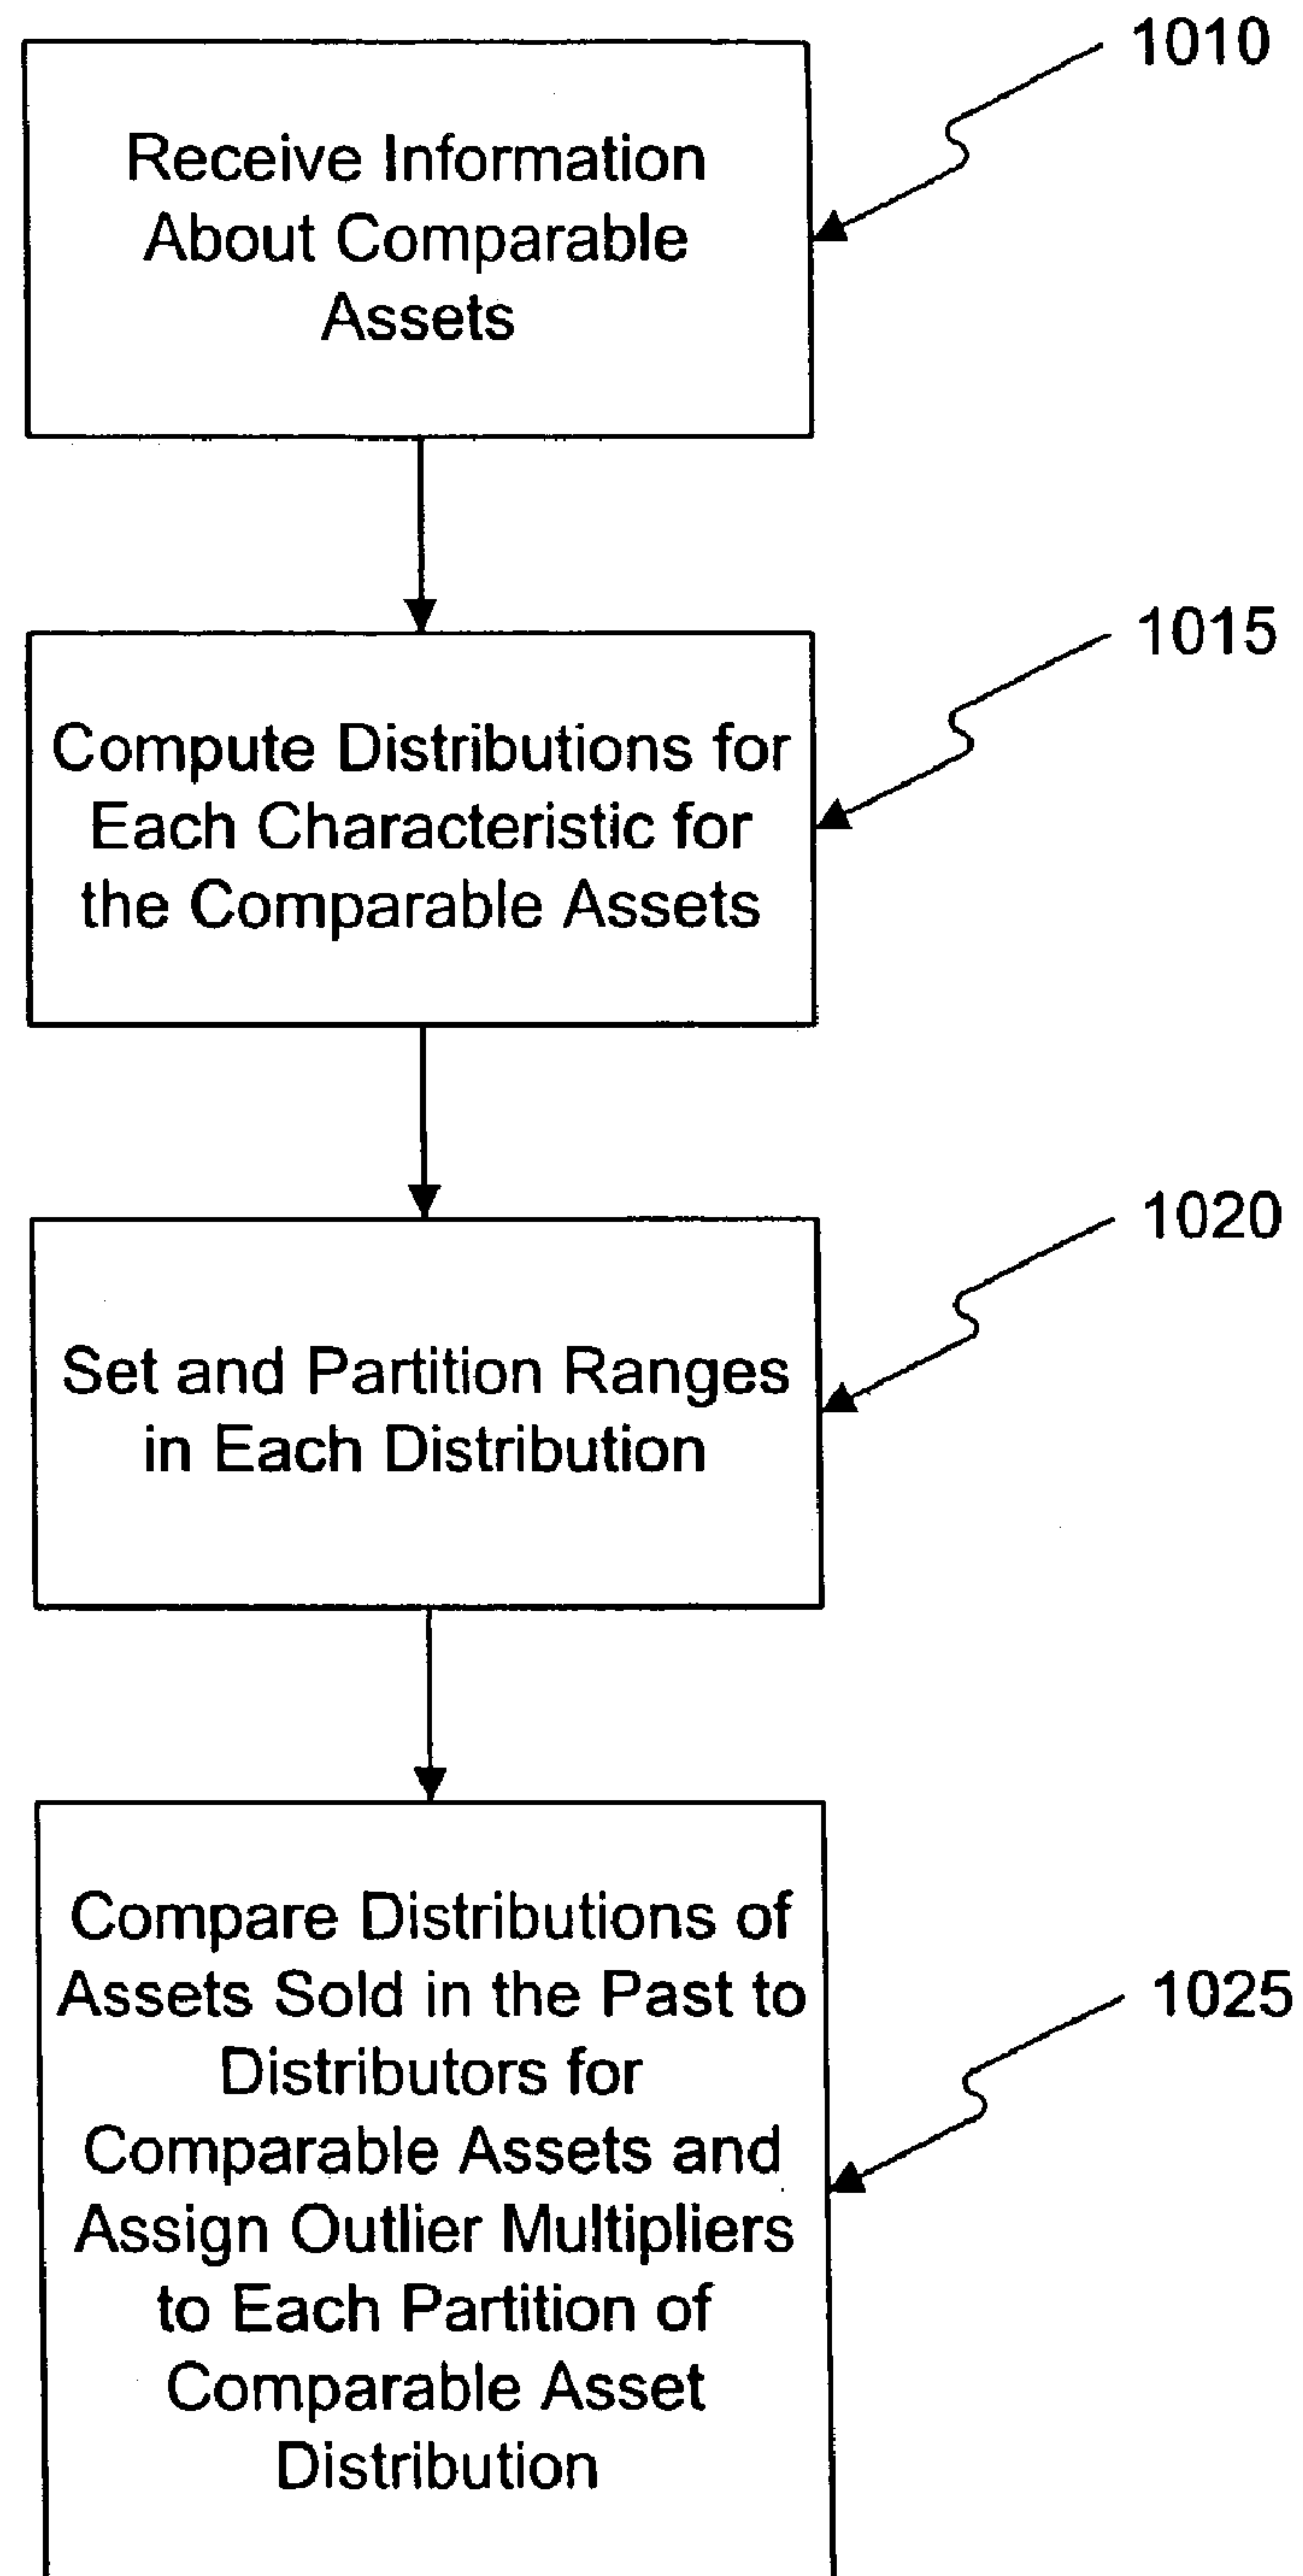 1010
Receive Information
About Comparable
Assets
1015
Compute Distributions for
Each Characteristic for
the Comparable Assets
1020
Set and Partition Ranges
in Each Distribution
1025
Compare Distributions of
Assets Sold in the Past to
Distributors for
Comparable Assets and
Assign Outlier Multipliers
to Each Partition of
Comparable Asset
Distribution